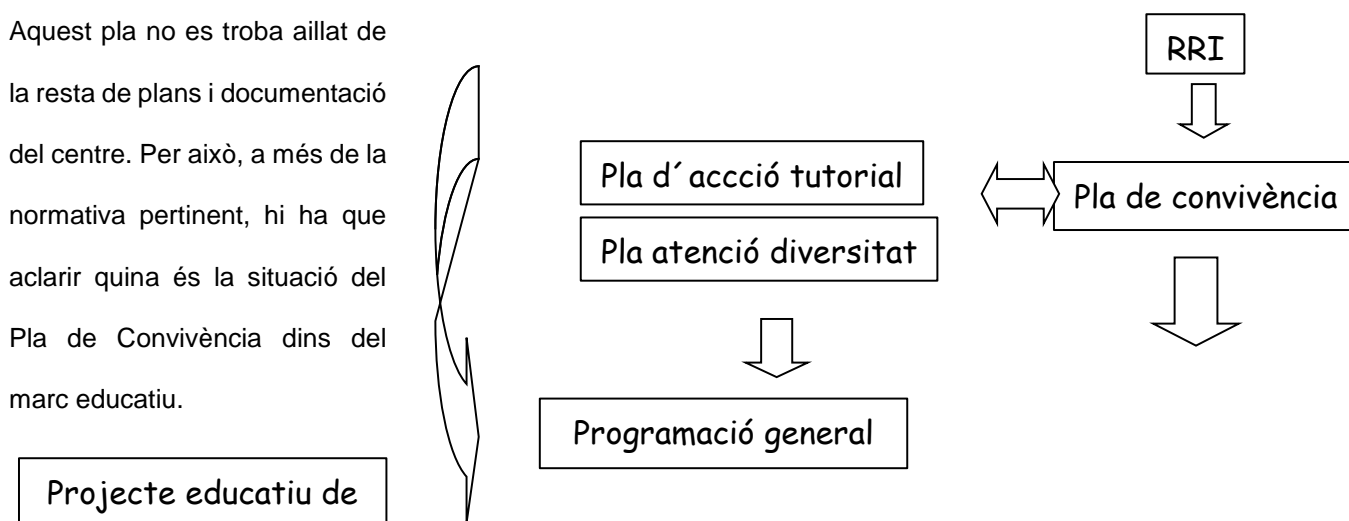 Aquest pla no es troba aillat de
la resta de plans i documentació
del centre. Per això, a més de la
normativa pertinent, hi ha que
aclarir quina és la situació del
Pla de Convivència dins del
marc educatiu.
RRI
Pla d´accció tutorial
Pla de convivència
Pla atenció diversitat
Programació general
Projecte educatiu de